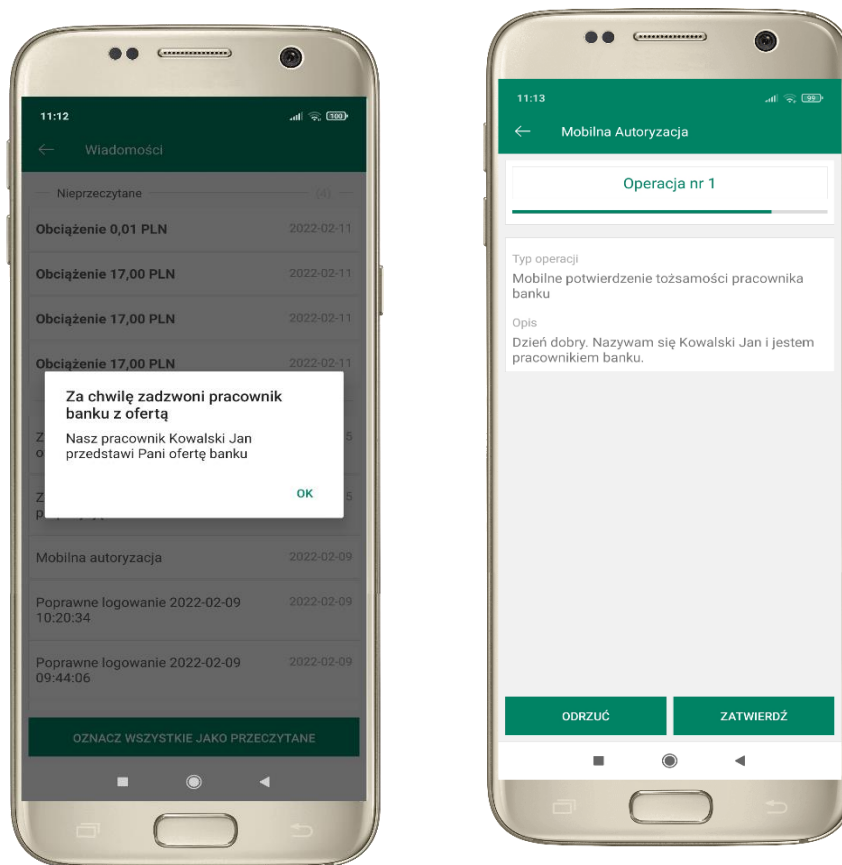 11:12
100
Wiadomości
Nieprzeczytane (4)
Obciążenie 0,01 PLN 2022-02-11
Obciążenie 17,00 PLN 2022-02-11
Obciążenie 17,00 PLN 2022-02-11
Obciążenie 17,00 PLN 2022-02-11
Za chwilę zadzwoni pracownik
banku z ofertą
Nasz pracownik Kowalski Jan
przedstawi Pani ofertę banku
OK
Mobilna autoryzacja 2022-02-09
Poprawne logowanie 2022-02-09 2022-02-09
10:20:34
Poprawne logowanie 2022-02-09 2022-02-09
09:44:06
OZNACZ WSZYSTKIE JAKO PRZECZYTANE
11:13
99
Mobilna Autoryzacja
Operacja nr 1
Typ operacji
Mobilne potwierdzenie tożsamości pracownika
banku
Opis
Dzień dobry. Nazywam się Kowalski Jan i jestem
pracownikiem banku.
ODRZUĆ ZATWIERDŹ